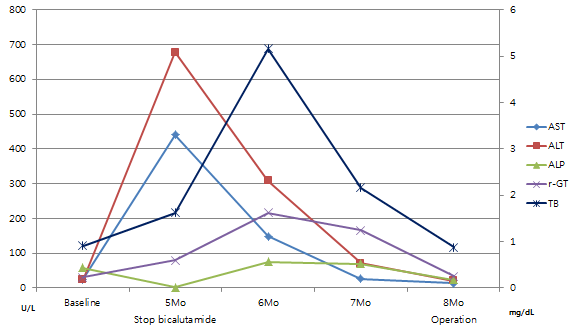 800
700
600
500
400
300
200
100
0
U/L
6
5
4
3
2
1
0
mg/dL
Baseline 5Mo 6Mo 7Mo 8Mo
Stop bicalutamide Operation
AST
ALT
ALP
r-GT
TB